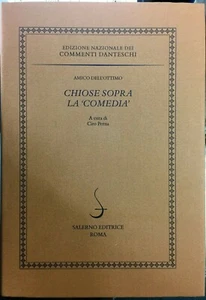 EDIZIONE NAZIONALE DEI
COMMENTI DANTESCHI
AMICO DELL'OTTIMO
CHIOSE SOPRA
LA 'COMEDIA'
A cura di
Ciro Perna
SALERNO EDITRICE
ROMA